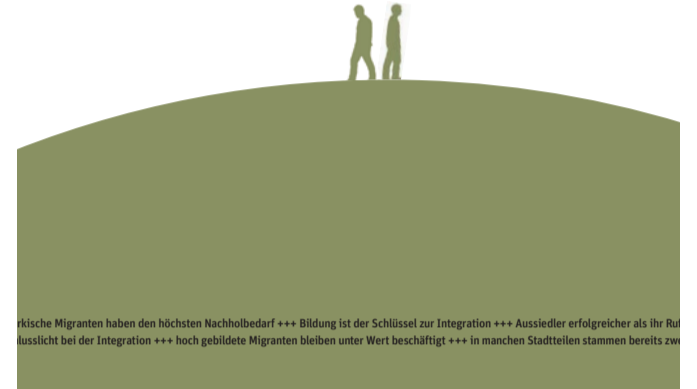 rkische Migranten haben den höchsten Nachholbedarf +++ Bildung ist der Schlüssel zur Integration +++ Aussiedler erfolgreicher als ihr Ruf
lusslicht bei der Integration +++ hoch gebildete Migranten bleiben unter Wert beschäftigt +++ in manchen Stadtteilen stammen bereits zwe